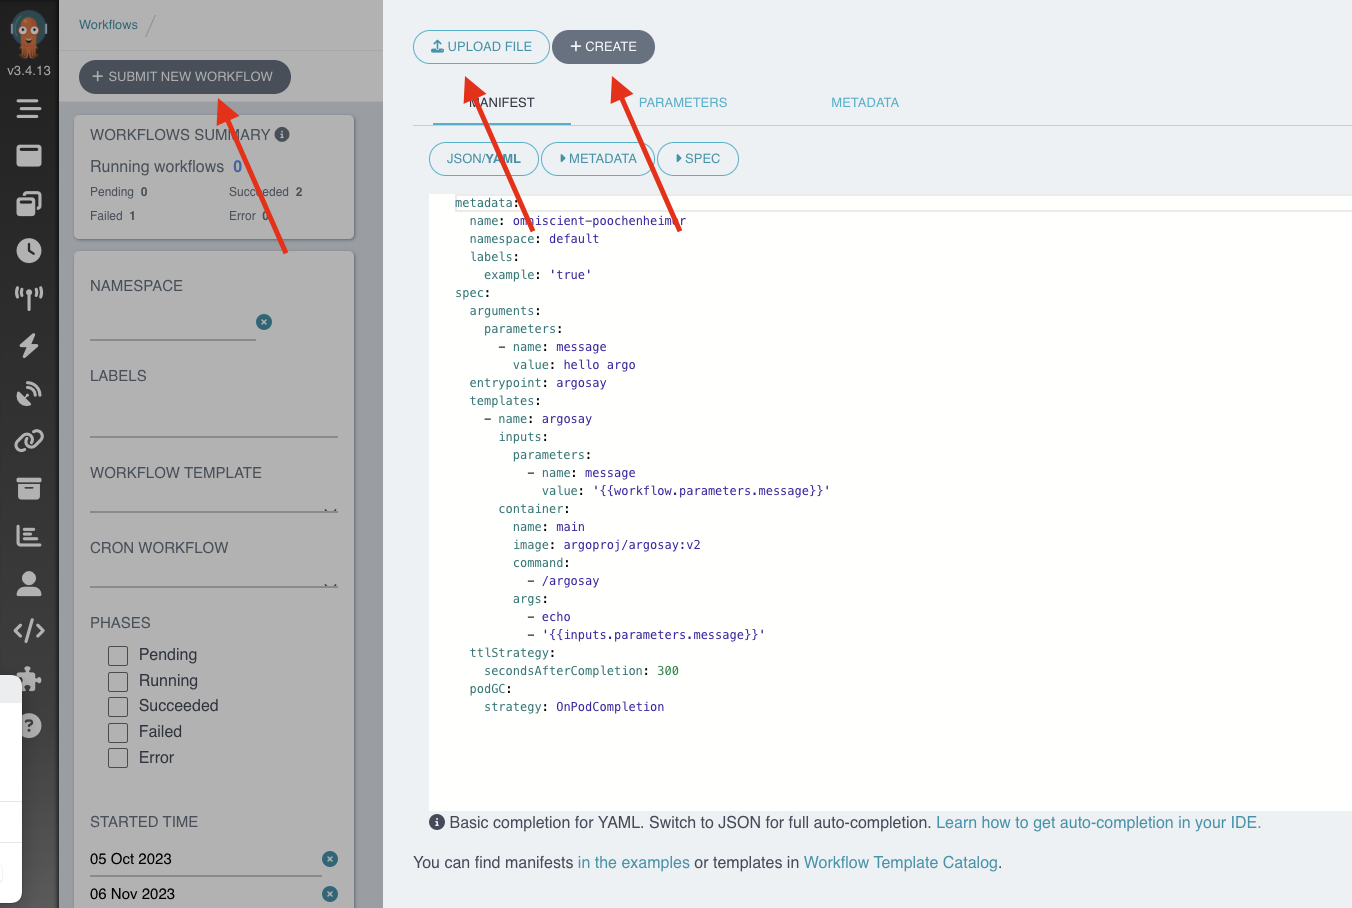 v3.4.13
Workflows
SUBMIT NEW WORKFLOW
WORKFLOWS SUMMARY
Running workflows 0
Pending 0
Succeeded 2
Failed 1
Error 0
NAMESPACE
LABELS
WORKFLOW TEMPLATE
CRON WORKFLOW
PHASES
Pending
Running
Succeeded
Failed
Error
STARTED TIME
05 Oct 2023
06 Nov 2023
UPLOAD FILE
+ CREATE
MANIFEST
PARAMETERS
METADATA
JSON/YAML
METADATA
SPEC
metadata:
  name: omniscient-poochenheimer
  namespace: default
  labels:
    example: 'true'
spec:
  arguments:
    parameters:
      - name: message
        value: hello argo
  entrypoint: argosay
  templates:
    - name: argosay
      inputs:
        parameters:
          - name: message
            value: '{{workflow.parameters.message}}'
      container:
        name: main
        image: argoproj/argosay:v2
        command:
          - /argosay
        args:
          - echo
          - '{{inputs.parameters.message}}'
  ttlStrategy:
    secondsAfterCompletion: 300
  podGC:
    strategy: OnPodCompletion
Basic completion for YAML. Switch to JSON for full auto-completion. Learn how to get auto-completion in your IDE.
You can find manifests in the examples or templates in Workflow Template Catalog.